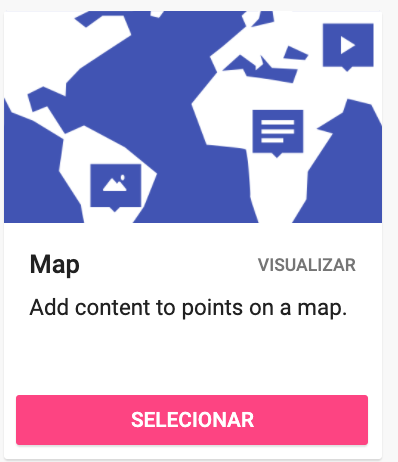 Map
VISUALIZAR
Add content to points on a map.
SELECIONAR